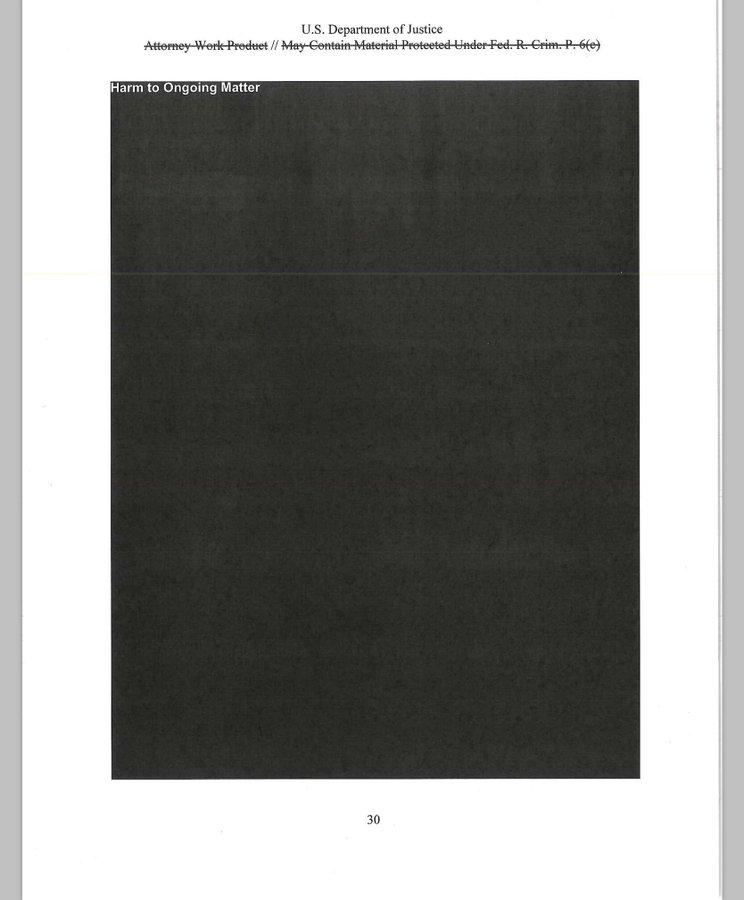 U.S. Department of Justice
Attorney Work Product // May Contain Material Protected Under Fed. R. Crim. P. 6(e)
Harm to Ongoing Matter
30